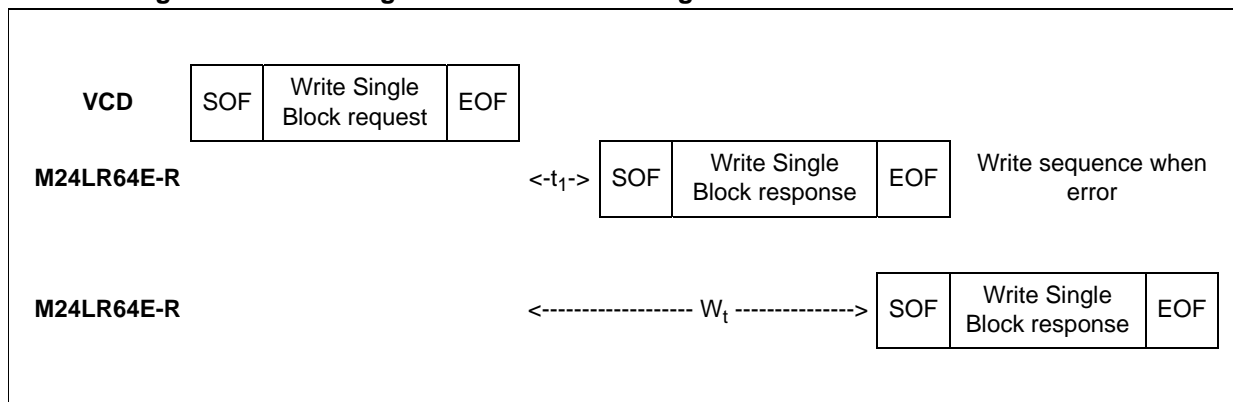 VCD SOF Write Single Block request EOF
M24LR64E-R <-t1-> SOF Write Single Block response EOF Write sequence when error
M24LR64E-R <------------------- Wt ---------------> SOF Write Single Block response EOF